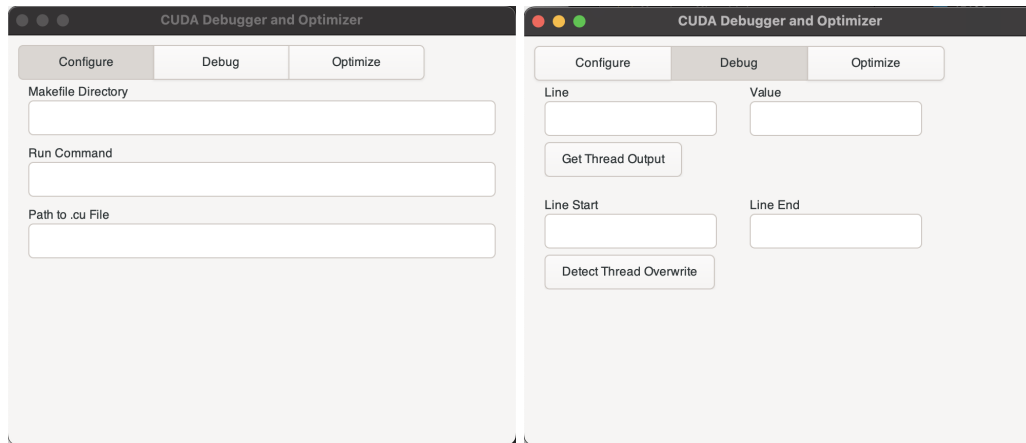 CUDA Debugger and Optimizer
Configure Debug Optimize
Makefile Directory
Run Command
Path to .cu File
CUDA Debugger and Optimizer
Configure Debug Optimize
Line Value
Get Thread Output
Line Start Line End
Detect Thread Overwrite